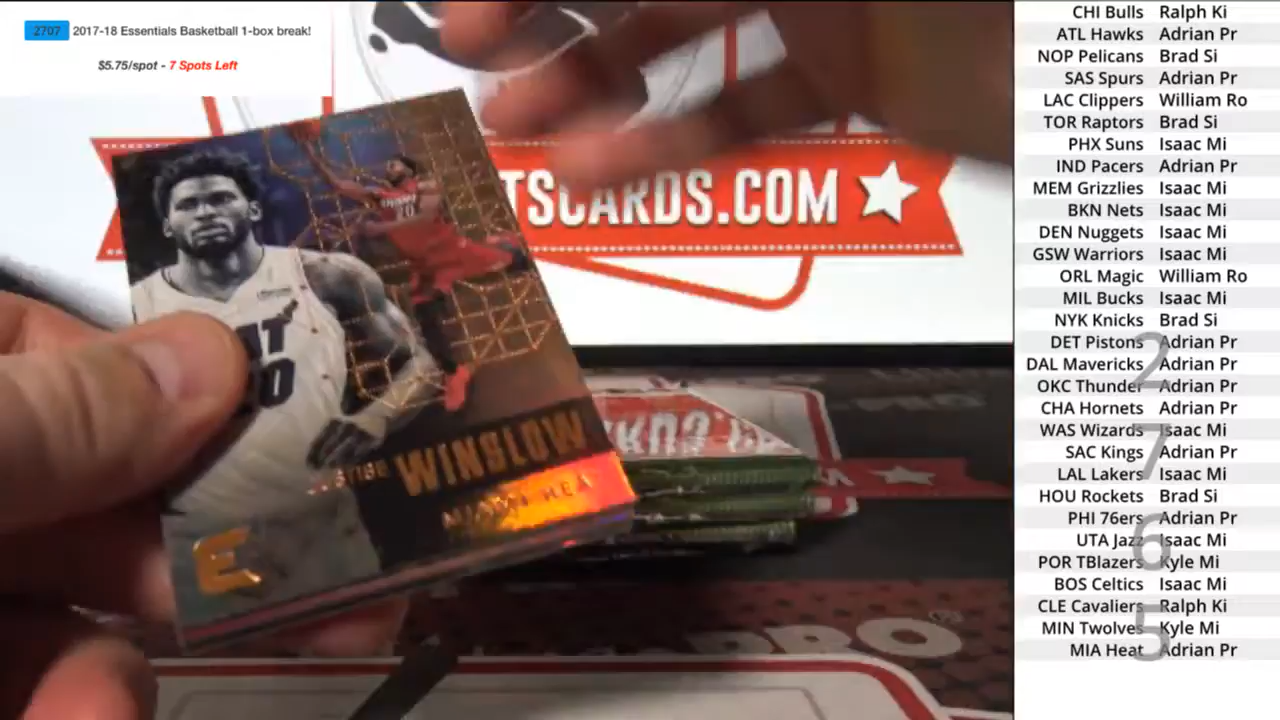 2707 2017-18 Essentials Basketball 1-box break!
$5.75/spot - 7 Spots Left
TSCARDS.COM
WINSLOW
MIAMI HEA
E
CHI Bulls Ralph Ki
ATL Hawks Adrian Pr
NOP Pelicans Brad Si
SAS Spurs Adrian Pr
LAC Clippers William Ro
TOR Raptors Brad Si
PHX Suns Isaac Mi
IND Pacers Adrian Pr
MEM Grizzlies Isaac Mi
BKN Nets Isaac Mi
DEN Nuggets Isaac Mi
GSW Warriors Isaac Mi
ORL Magic William Ro
MIL Bucks Isaac Mi
NYK Knicks Brad Si
DET Pistons Adrian Pr
DAL Mavericks Adrian Pr
OKC Thunder Adrian Pr
CHA Hornets Adrian Pr
WAS Wizards Isaac Mi
SAC Kings Adrian Pr
LAL Lakers Isaac Mi
HOU Rockets Brad Si
PHI 76ers Adrian Pr
UTA Jazz Isaac Mi
POR TBlazers Kyle Mi
BOS Celtics Isaac Mi
CLE Cavaliers Ralph Ki
MIN Twolves Kyle Mi
MIA Heat Adrian Pr
2
7
6
5